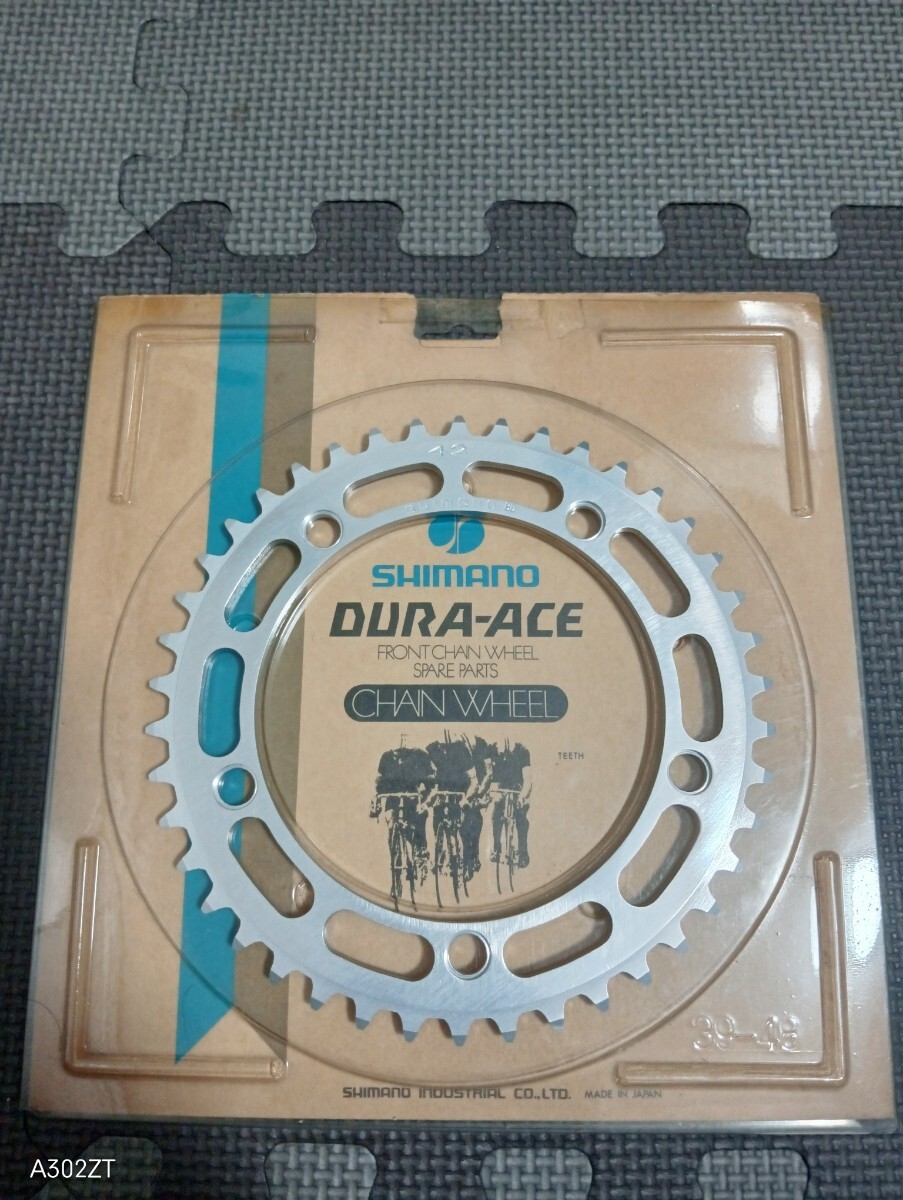 42
SHIMANO
DURA-ACE
FRONT CHAIN WHEEL
SPARE PARTS
CHAIN WHEEL
TEETH
SHIMANO INDUSTRIAL CO.,LTD. MADE IN JAPAN
A302ZT